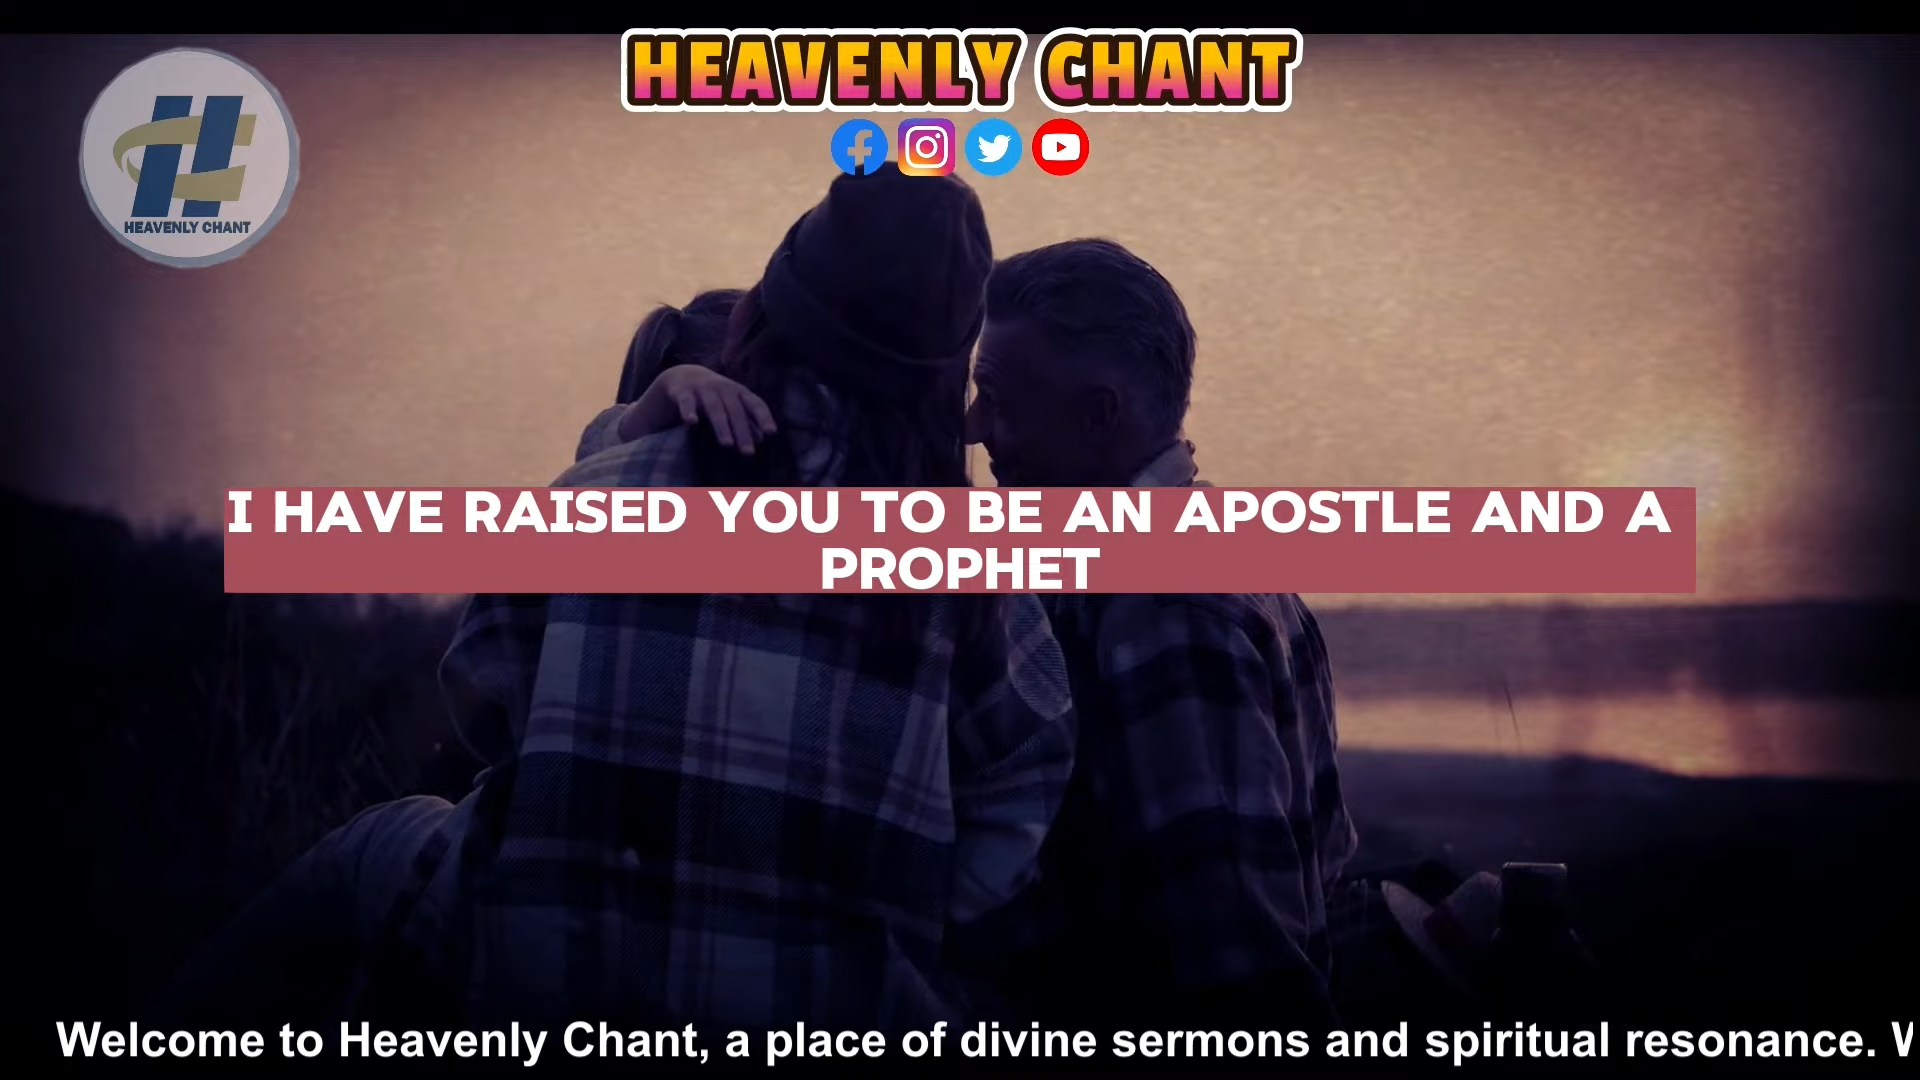 HEAVENLY CHANT
HEAVENLY CHANT
I HAVE RAISED YOU TO BE AN APOSTLE AND A
PROPHET
Welcome to Heavenly Chant, a place of divine sermons and spiritual resonance. W